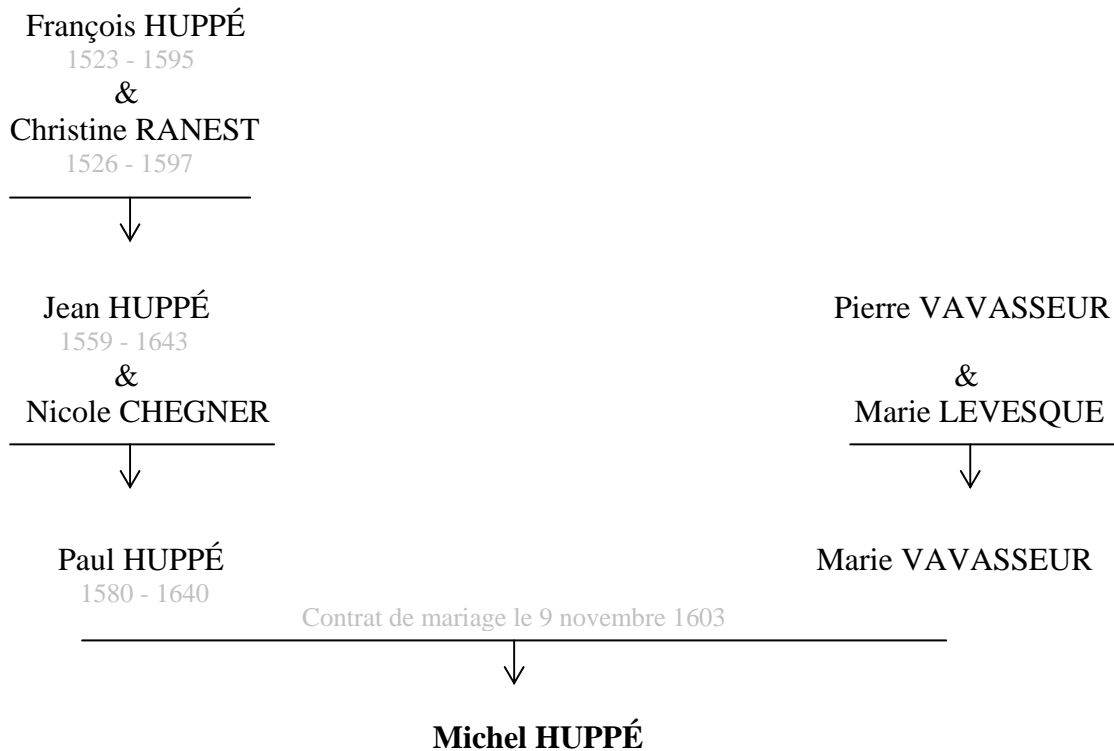 François HUPPÉ
1523 - 1595
&
Christine RANEST
1526 - 1597
Jean HUPPÉ
1559 - 1643
&
Nicole CHEGNER
Pierre VAVASSEUR
&
Marie LEVESQUE
Paul HUPPÉ
1580 - 1640
Marie VAVASSEUR
Contrat de mariage le 9 novembre 1603
Michel HUPPÉ